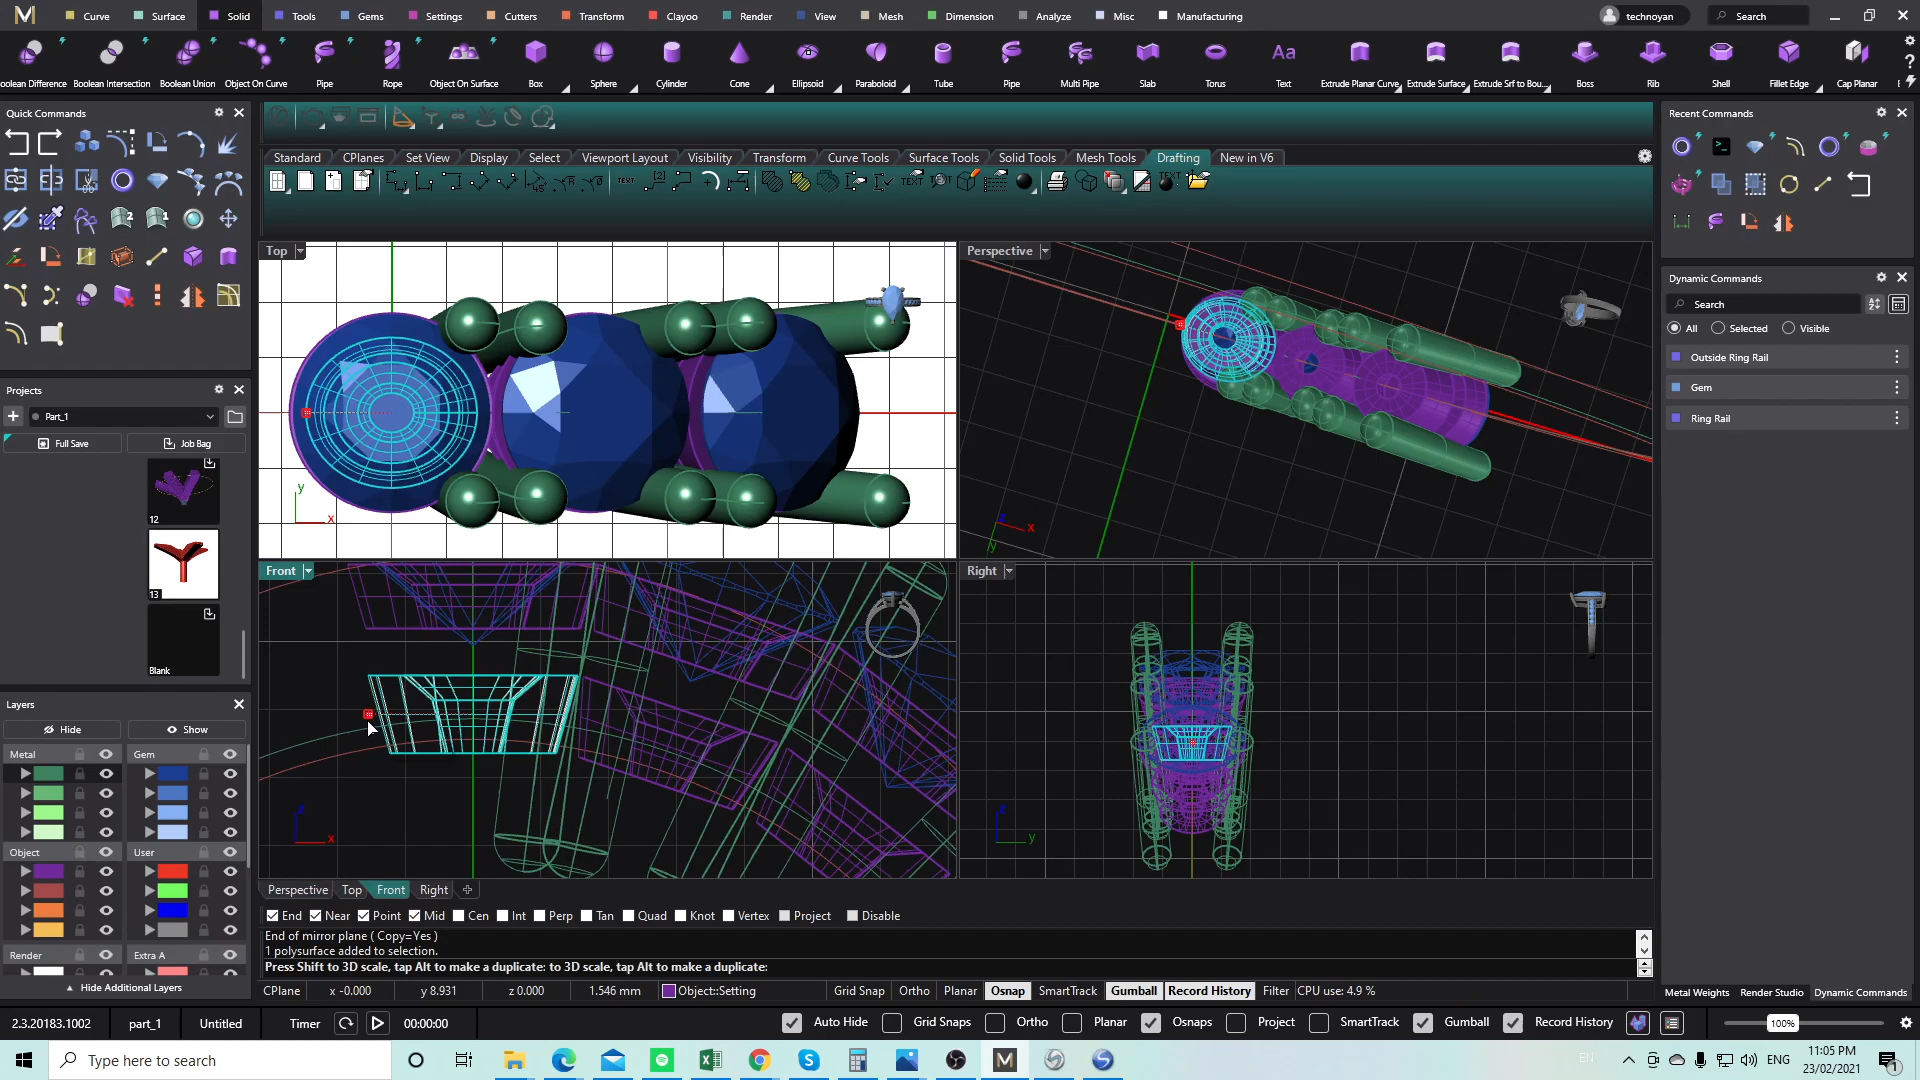 Curve Surface Solid Tools Gems Settings Cutters Transform Clayoo Render View Mesh Dimension Analyze Misc Manufacturing technoyan Search
oolean Difference Boolean Intersection Boolean Union Object On Curve Pipe Rope Object On Surface Box Sphere Cylinder Cone Ellipsoid Paraboloid Tube Pipe Multi Pipe Slab Torus Text Extrude Planar Curve Extrude Surface Extrude Srf to Bou... Boss Rib Shell Fillet Edge Cap Planar
Quick Commands
Standard CPlanes Set View Display Select Viewport Layout Visibility Transform Curve Tools Surface Tools Solid Tools Mesh Tools Drafting New in V6
Recent Commands
Top
Perspective
Front
Right
Dynamic Commands
Search
All Selected Visible
Outside Ring Rail
Gem
Ring Rail
Projects
Part_1
Full Save Job Bag
12
13
Blank
Layers
Hide Show
Metal Gem
Object User
Render Extra A
Hide Additional Layers
Perspective Top Front Right
End Near Point Mid Cen Int Perp Tan Quad Knot Vertex Project Disable
End of mirror plane ( Copy=Yes )
1 polysurface added to selection.
Press Shift to 3D scale, tap Alt to make a duplicate: to 3D scale, tap Alt to make a duplicate:
CPlane x -0.000 y 8.931 z 0.000 1.546 mm Object::Setting Grid Snap Ortho Planar Osnap SmartTrack Gumball Record History Filter CPU use: 4.9 %
Metal Weights Render Studio Dynamic Commands
2.3.20183.1002 part_1 Untitled Timer 00:00:00 Auto Hide Grid Snaps Ortho Planar Osnaps Project SmartTrack Gumball Record History 100%
Type here to search
ENG
11:05 PM
23/02/2021